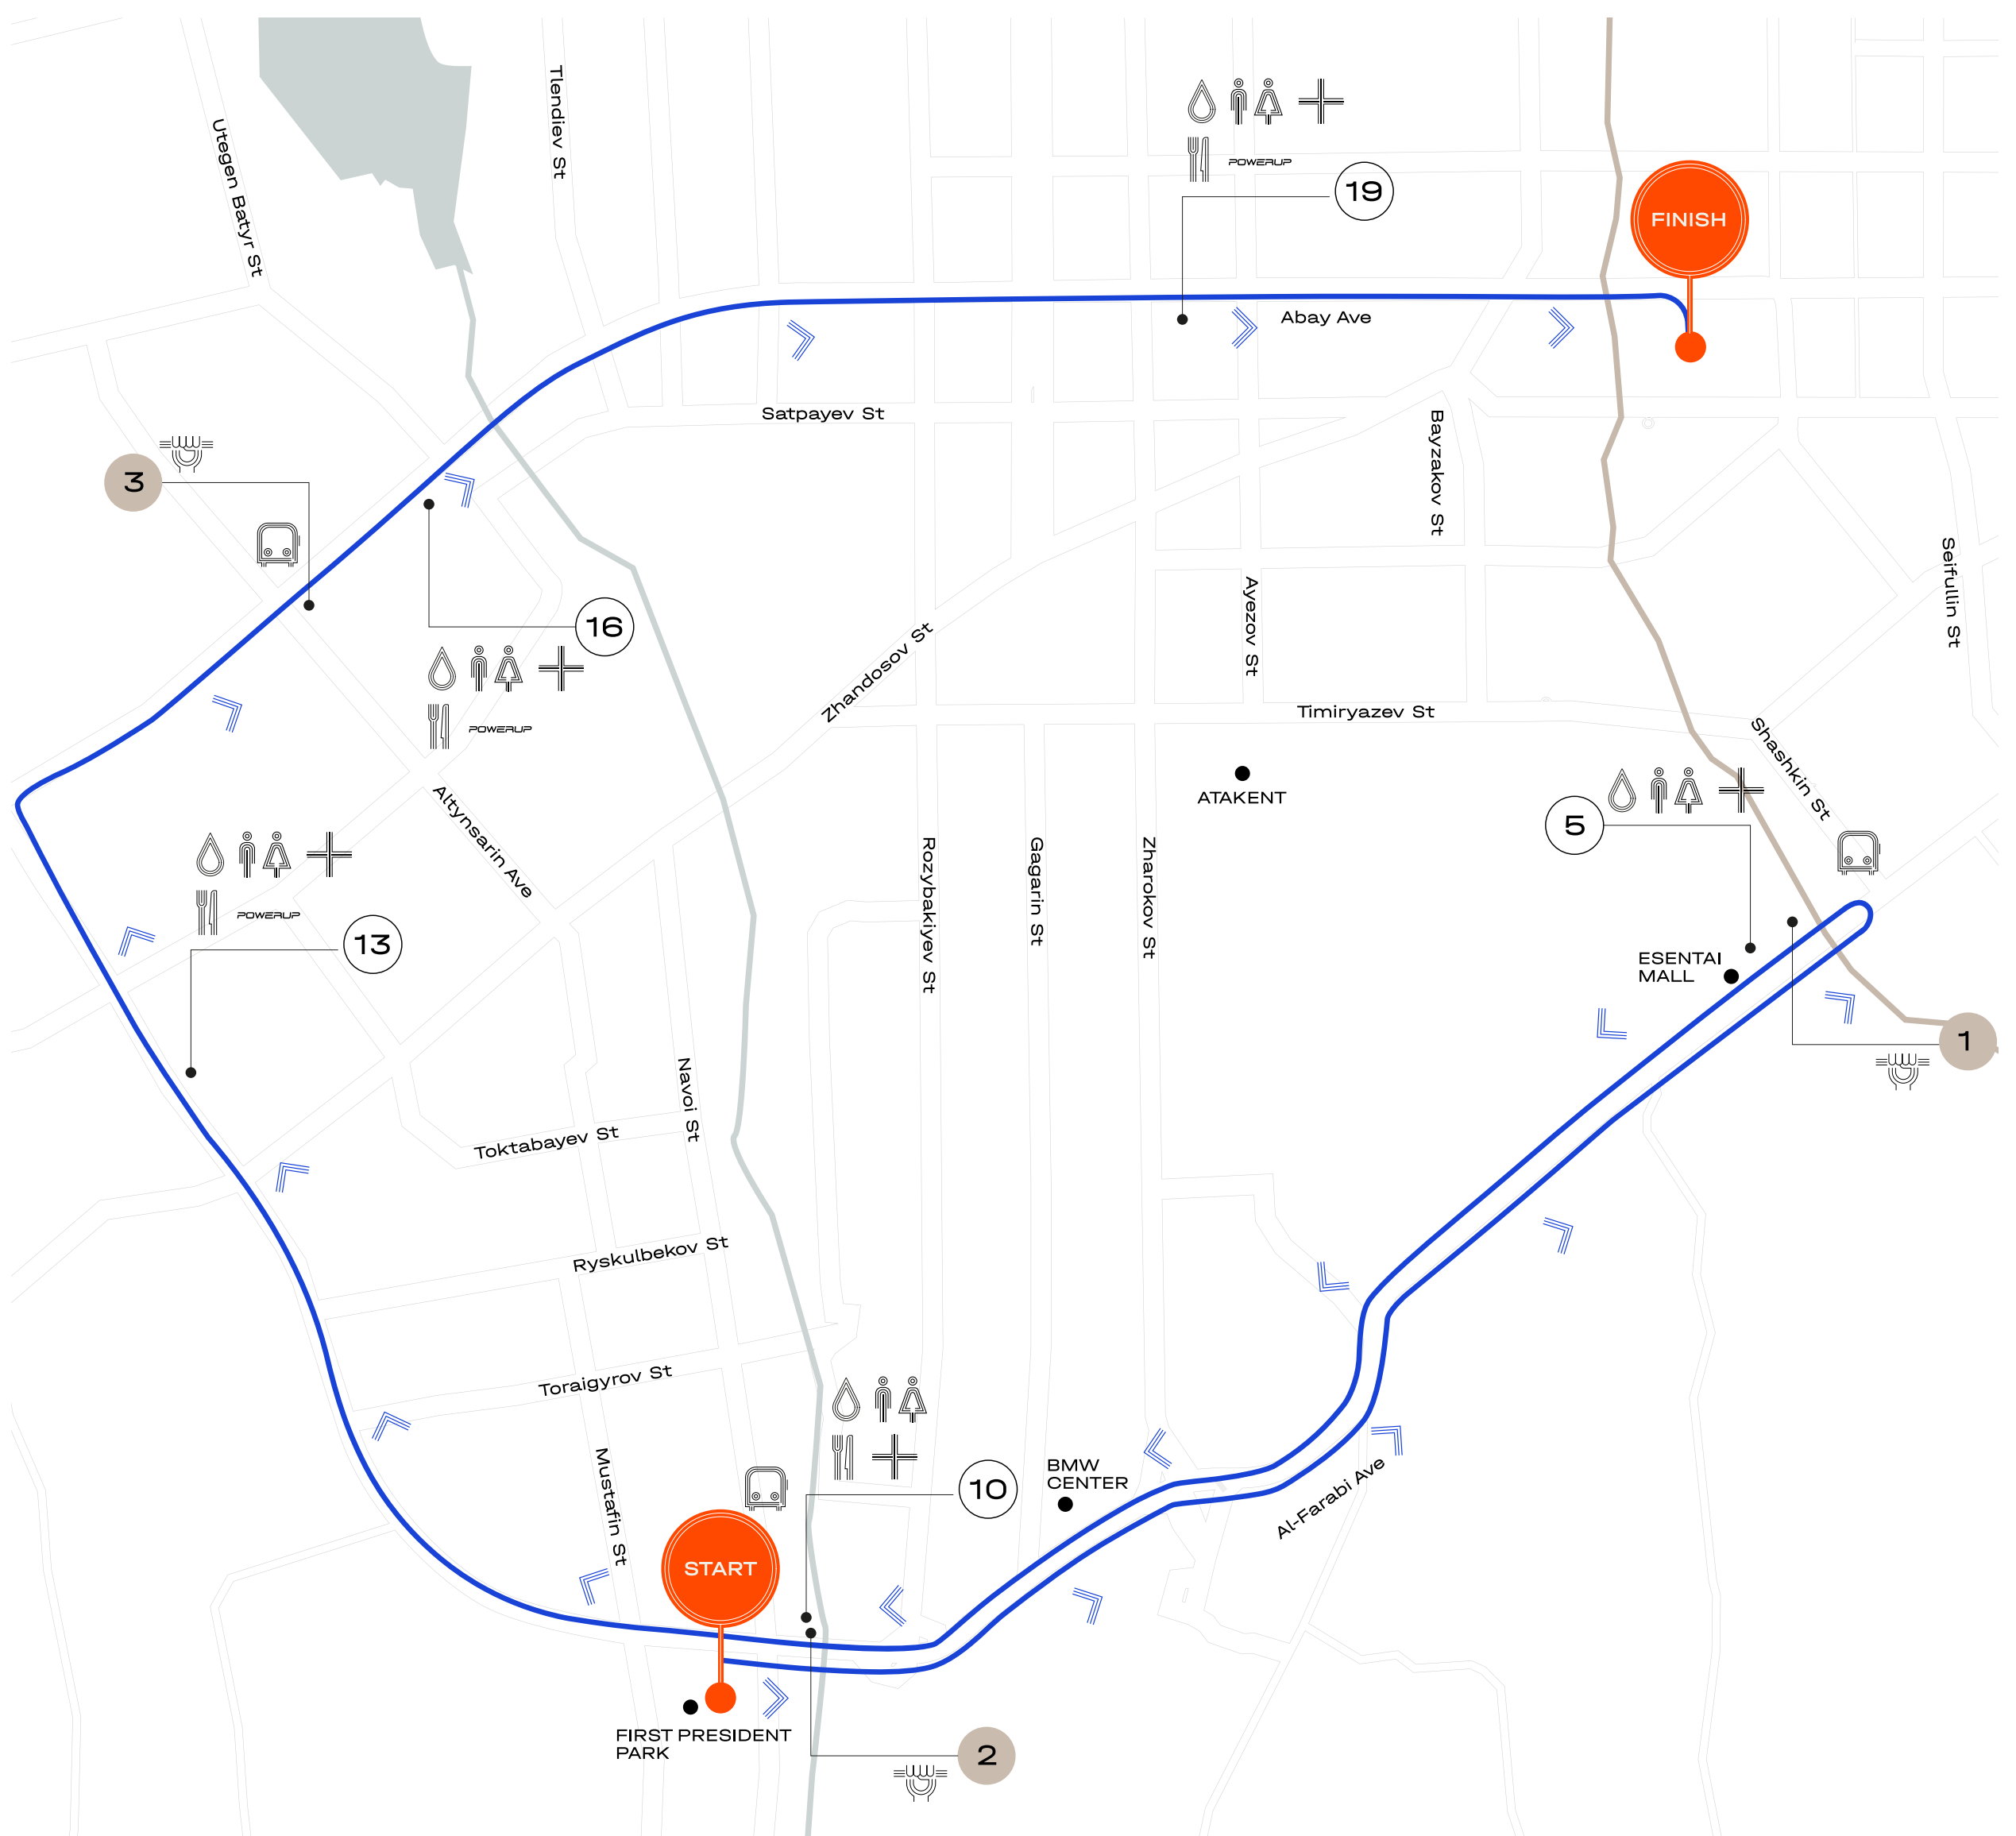 Tlendiev St
Utegen Batyr St
POWERUP
19
FINISH
Abay Ave
Satpayev St
Bayzakov St
3
Seifullin St
Ayezov St
16
Zhandosov St
POWERUP
Timiryazev St
Shashkin St
ATAKENT
Altynsarin Ave
5
Rozybakiyev St
Gagarin St
Zharokov St
POWERUP
13
ESENTAI
MALL
1
Navoi St
Toktabayev St
Ryskulbekov St
Toraigyrov St
Mustafin St
BMW
CENTER
10
Al-Farabi Ave
START
FIRST PRESIDENT
PARK
2